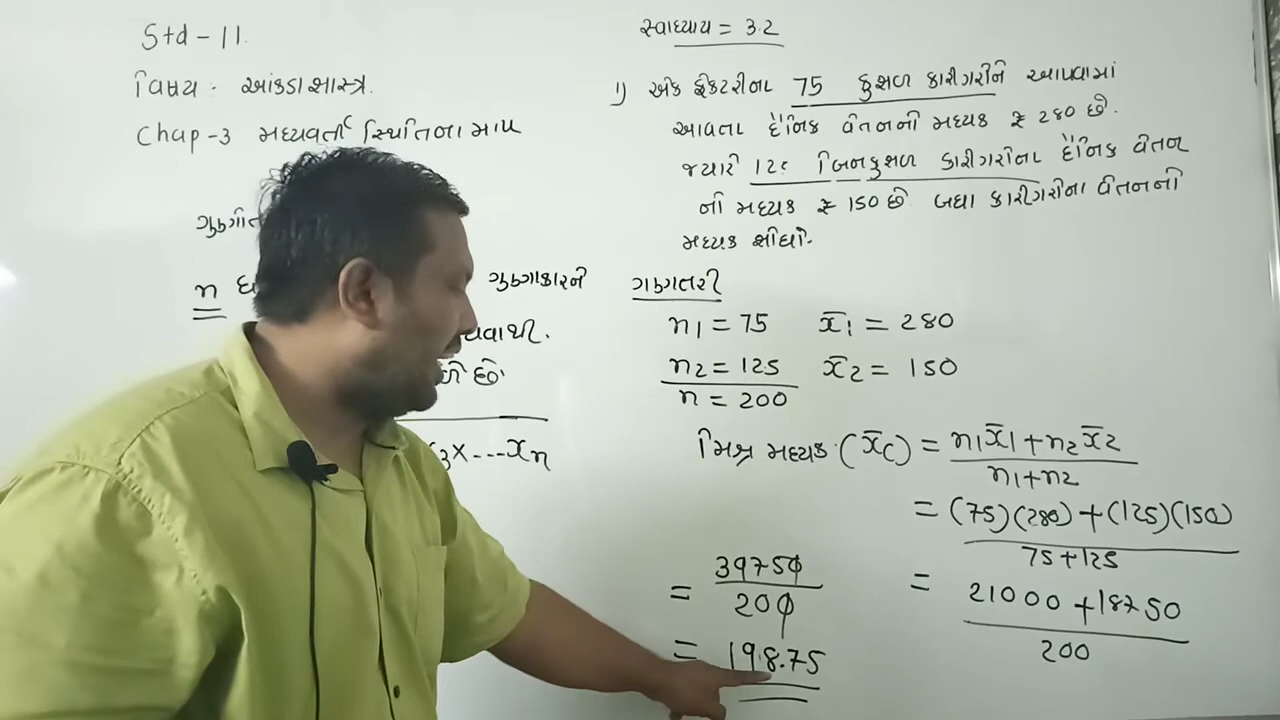 Std - 11.
વિષય : આંકડાશાસ્ત્ર.
Chap - 3 મધ્યવર્તી સ્થિતિના માપ
n
ગુણાકારને
છે
3 x - - - xn
સ્વાધ્યાય = 3.2
1) એક ફેક્ટરીના 75 કુશળ કારીગરોને આપવામાં
આવતા દૈનિક વેતનનો મધ્યક ₹ 280 છે.
જ્યારે 125 બિનકુશળ કારીગરોના દૈનિક વેતન
નો મધ્યક ₹ 150 છે બધા કારીગરોના વેતનનો
મધ્યક શોધો.
ગણતરી
n1 = 75 x̄1 = 280
n2 = 125 x̄2 = 150
n = 200
મિશ્ર મધ્યક (x̄c) = n1x̄1 + n2x̄2
n1 + n2
= (75)(280) + (125)(150)
75 + 125
= 21000 + 18750
200
= 39750
200
= 198.75